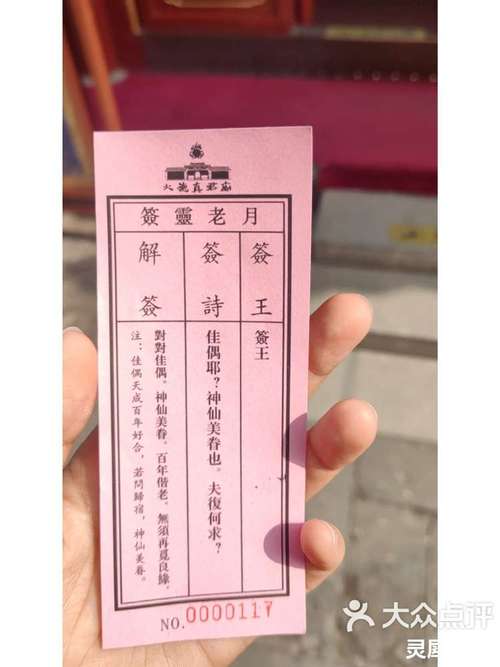 火德真君庙
月老靈簽
簽王
簽王
簽詩
佳偶耶？神仙美眷也。夫復何求？
解簽
對對佳偶。神仙美眷。百年偕老。無須再覓良緣。
注：佳偶天成百年好合，若問歸宿，神仙美眷。
NO.0000117
大众点评